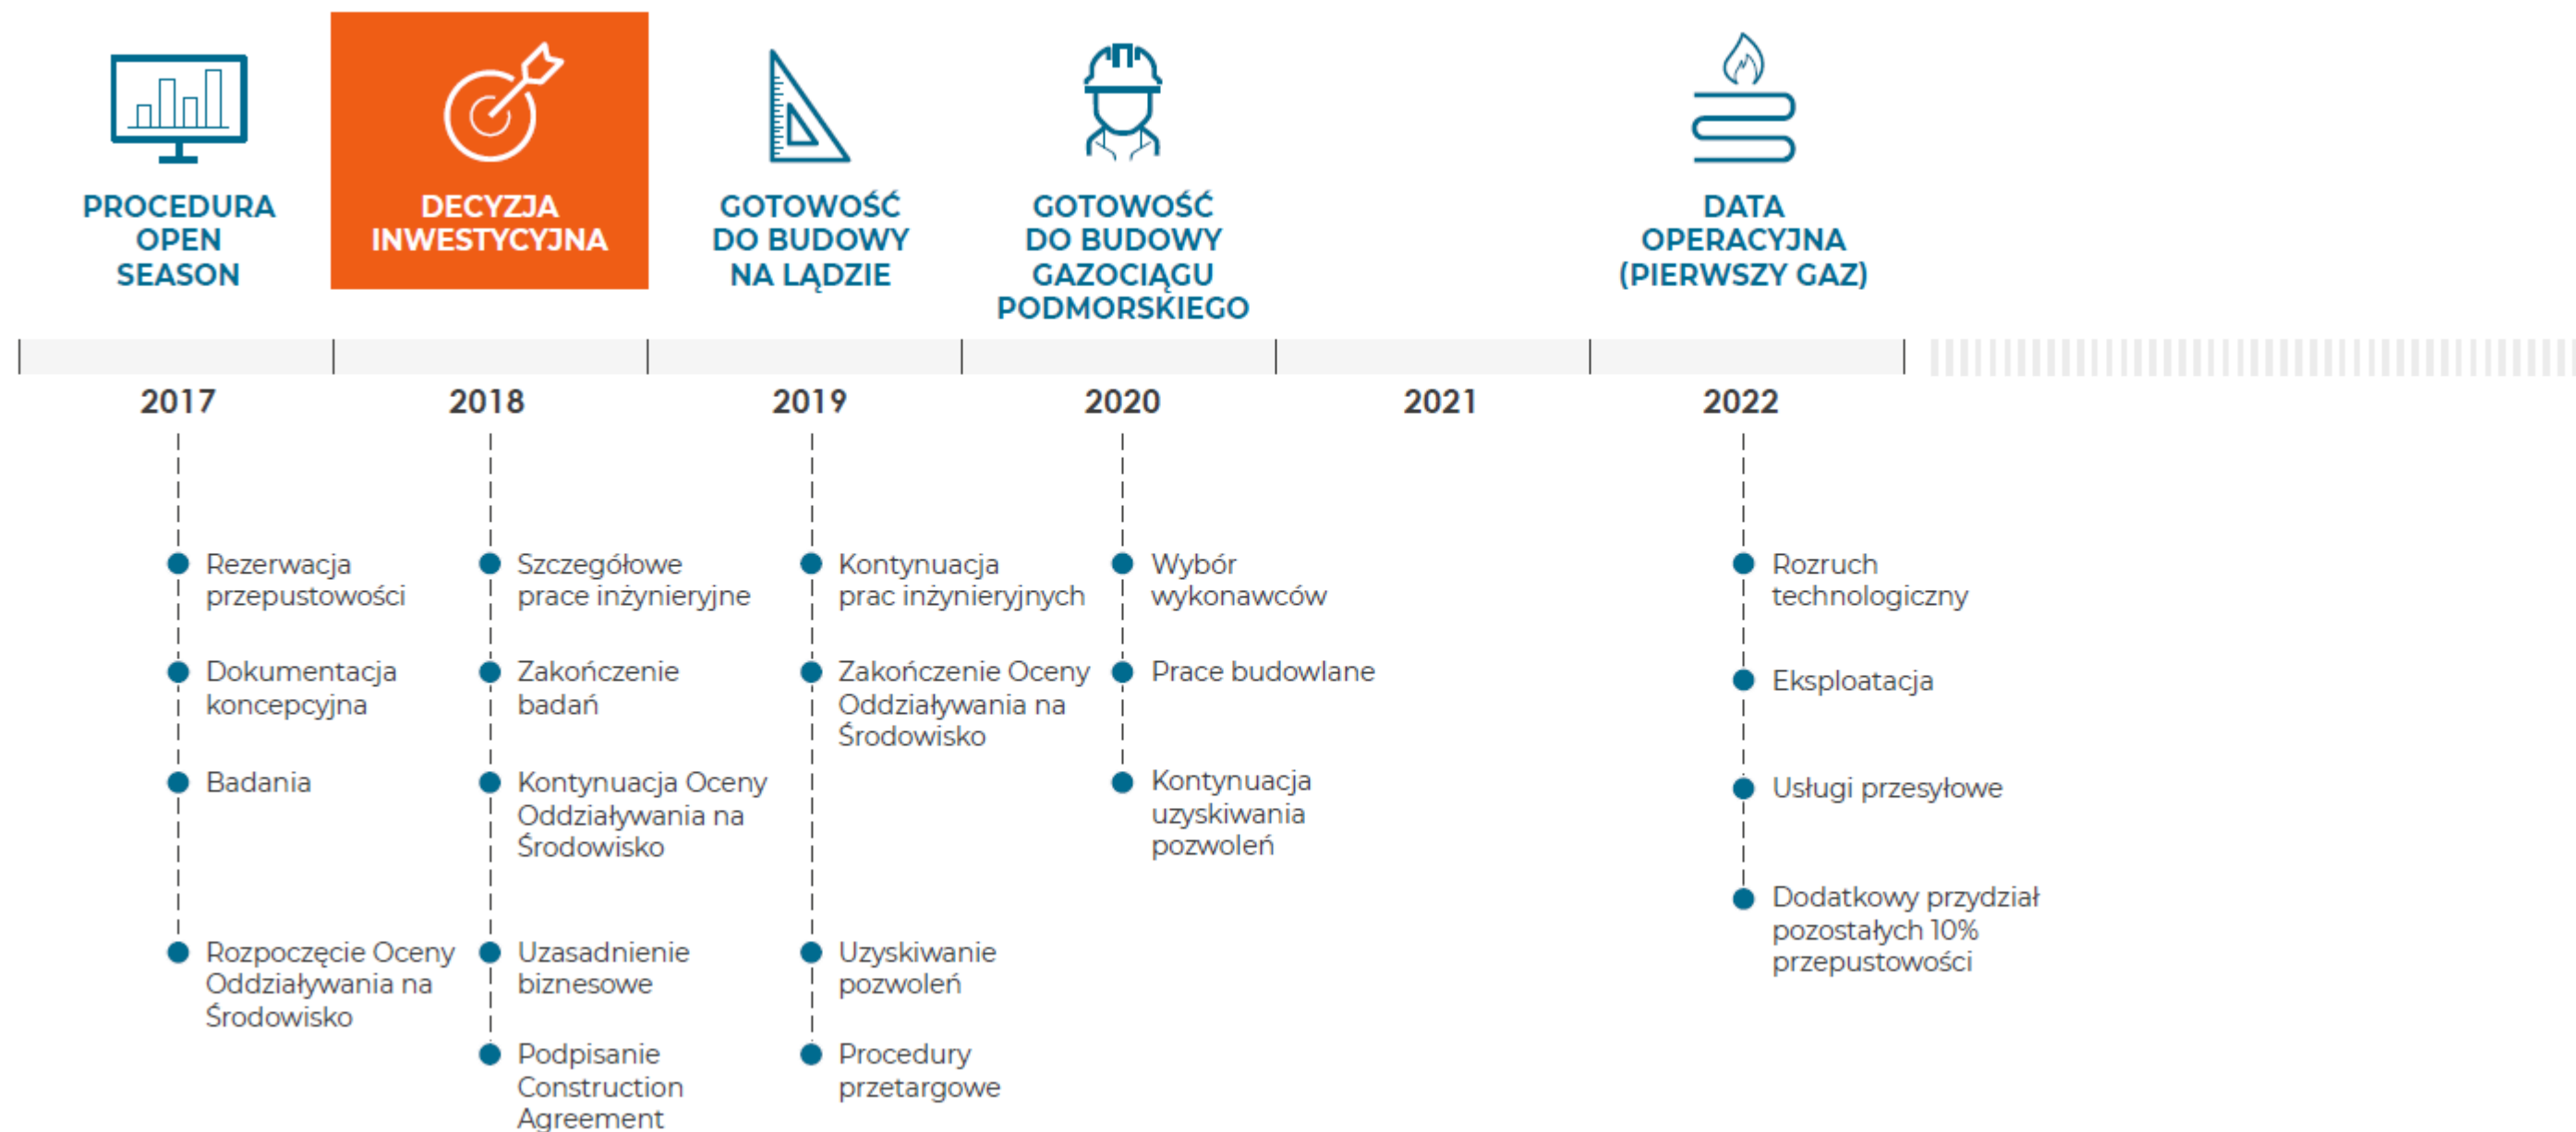 PROCEDURA
OPEN
SEASON
DECYZJA
INWESTYCYJNA
GOTOWOŚĆ
DO BUDOWY
NA LĄDZIE
GOTOWOŚĆ
DO BUDOWY
GAZOCIĄGU
PODMORSKIEGO
DATA
OPERACYJNA
(PIERWSZY GAZ)
2017
2018
2019
2020
2021
2022
Rezerwacja
przepustowości
Dokumentacja
koncepcyjna
Badania
Rozpoczęcie Oceny
Oddziaływania na
Środowisko
Szczegółowe
prace inżynieryjne
Zakończenie
badań
Kontynuacja Oceny
Oddziaływania na
Środowisko
Uzasadnienie
biznesowe
Podpisanie
Construction
Agreement
Kontynuacja
prac inżynieryjnych
Zakończenie Oceny
Oddziaływania na
Środowisko
Uzyskiwanie
pozwoleń
Procedury
przetargowe
Wybór
wykonawców
Prace budowlane
Kontynuacja
uzyskiwania
pozwoleń
Rozruch
technologiczny
Eksploatacja
Usługi przesyłowe
Dodatkowy przydział
pozostałych 10%
przepustowości